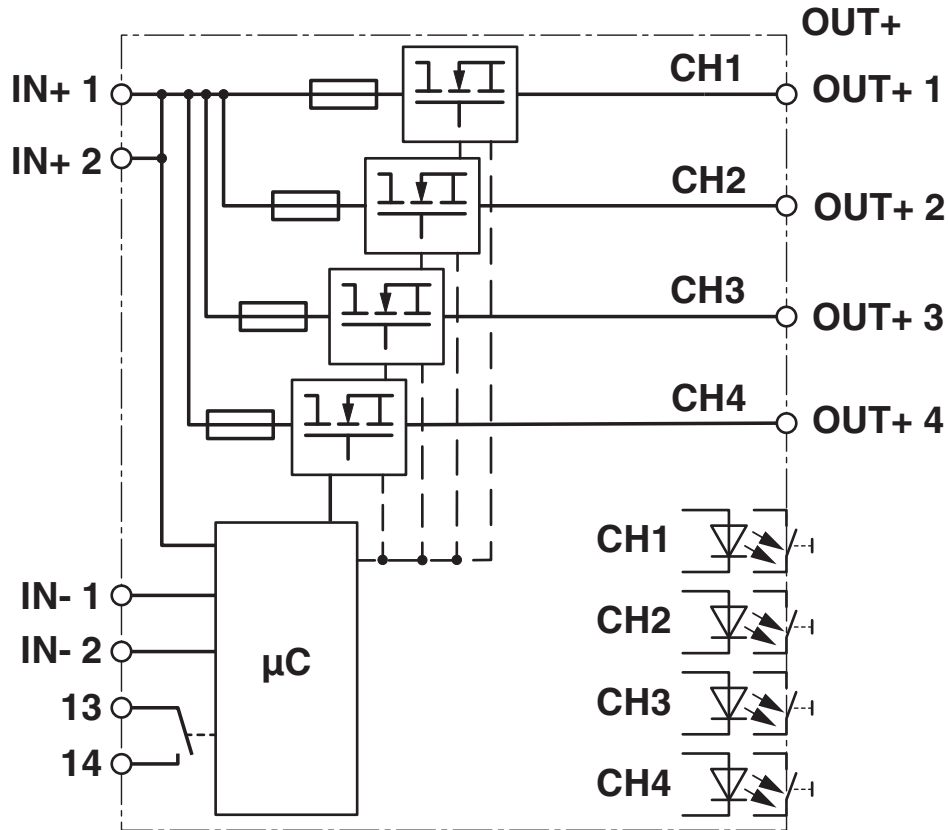 OUT+
IN+ 1
CH1
OUT+ 1
IN+ 2
CH2
OUT+ 2
CH3
OUT+ 3
CH4
OUT+ 4
CH1
IN- 1
CH2
IN- 2
µC
13
CH3
14
CH4